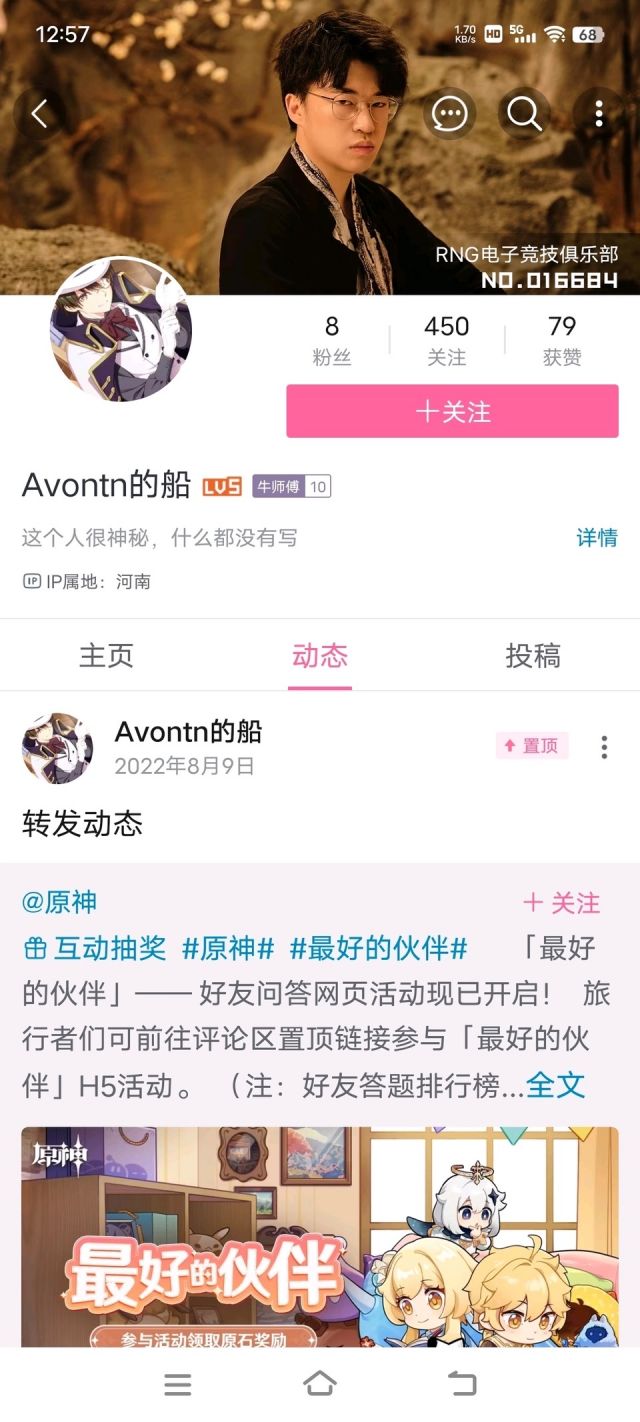 12:57
1.70 KB/s HD 5G 68
RNG电子竞技俱乐部
NO.016684
8 450 79
粉丝 关注 获赞
+关注
Avontn的船 LV5 牛师傅 10
这个人很神秘，什么都没有写 详情
IP IP属地：河南
主页 动态 投稿
Avontn的船
2022年8月9日 置顶
转发动态
@原神 + 关注
互动抽奖 #原神# #最好的伙伴# 「最好
的伙伴」—— 好友问答网页活动现已开启！ 旅
行者们可前往评论区置顶链接参与「最好的伙
伴」H5活动。（注：好友答题排行榜...全文
原神
最好的伙伴
参与活动领取原石奖励